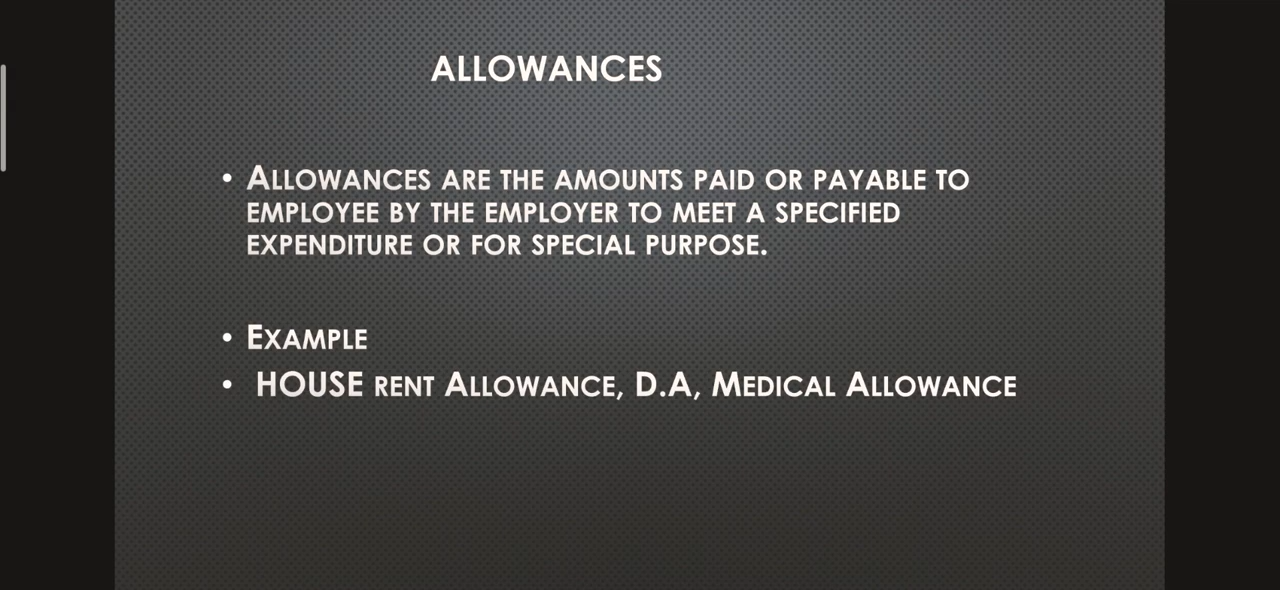 ALLOWANCES
• ALLOWANCES ARE THE AMOUNTS PAID OR PAYABLE TO
EMPLOYEE BY THE EMPLOYER TO MEET A SPECIFIED
EXPENDITURE OR FOR SPECIAL PURPOSE.
• EXAMPLE
• HOUSE RENT ALLOWANCE, D.A, MEDICAL ALLOWANCE